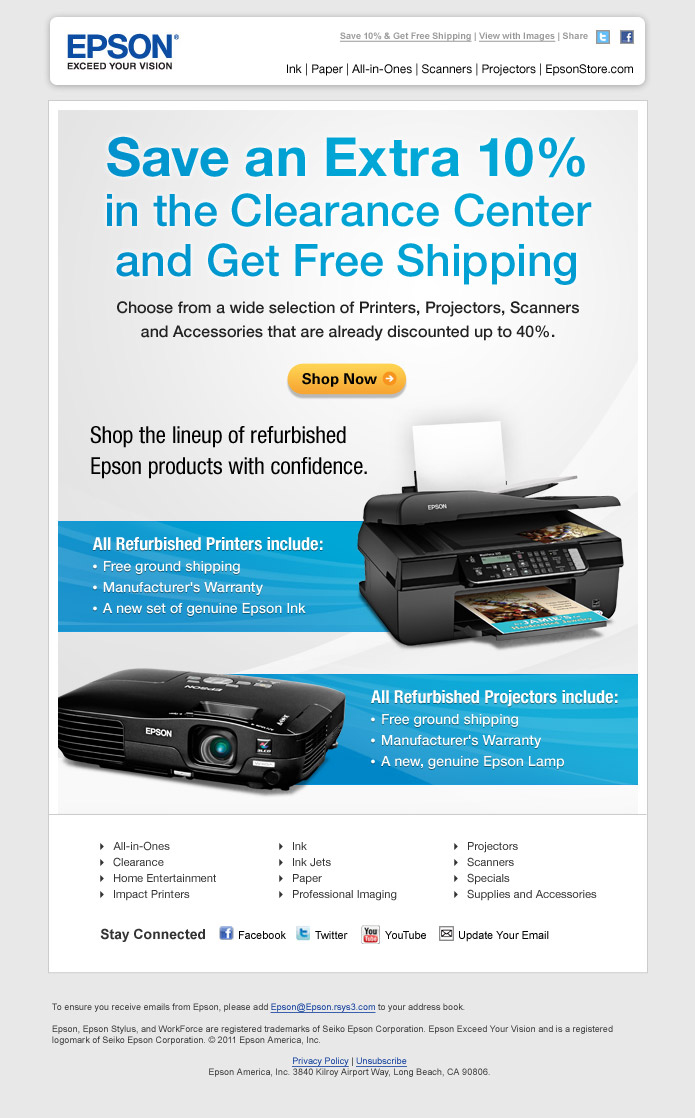 EPSON®
EXCEED YOUR VISION
Save 10% & Get Free Shipping | View with Images | Share
Ink | Paper | All-in-Ones | Scanners | Projectors | EpsonStore.com
Save an Extra 10%
in the Clearance Center
and Get Free Shipping
Choose from a wide selection of Printers, Projectors, Scanners
and Accessories that are already discounted up to 40%.
Shop Now
Shop the lineup of refurbished
Epson products with confidence.
EPSON
All Refurbished Printers include:
• Free ground shipping
• Manufacturer's Warranty
• A new set of genuine Epson Ink
JAMIE'S
Handcrafted Jewelry
EPSON
EPSON
3LCD
All Refurbished Projectors include:
• Free ground shipping
• Manufacturer's Warranty
• A new, genuine Epson Lamp
All-in-Ones
Clearance
Home Entertainment
Impact Printers
Ink
Ink Jets
Paper
Professional Imaging
Projectors
Scanners
Specials
Supplies and Accessories
Stay Connected Facebook Twitter YouTube Update Your Email
To ensure you receive emails from Epson, please add Epson@Epson.rsys3.com to your address book.
Epson, Epson Stylus, and WorkForce are registered trademarks of Seiko Epson Corporation. Epson Exceed Your Vision and is a registered
logomark of Seiko Epson Corporation. © 2011 Epson America, Inc.
Privacy Policy | Unsubscribe
Epson America, Inc. 3840 Kilroy Airport Way, Long Beach, CA 90806.